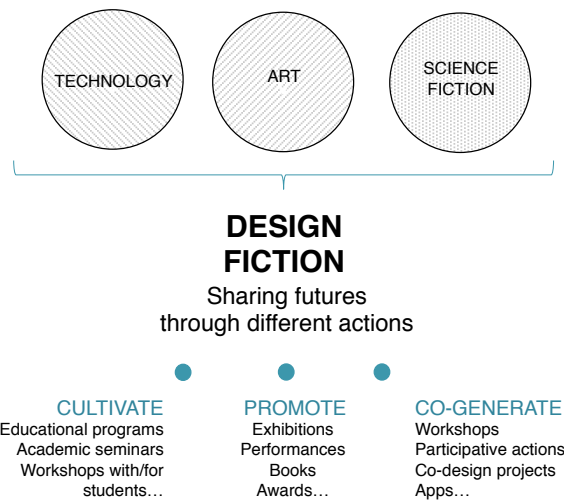 TECHNOLOGY
ART
SCIENCE
FICTION
DESIGN
FICTION
Sharing futures
through different actions
CULTIVATE
Educational programs
Academic seminars
Workshops with/for
students…
PROMOTE
Exhibitions
Performances
Books
Awards…
CO-GENERATE
Workshops
Participative actions
Co-design projects
Apps…